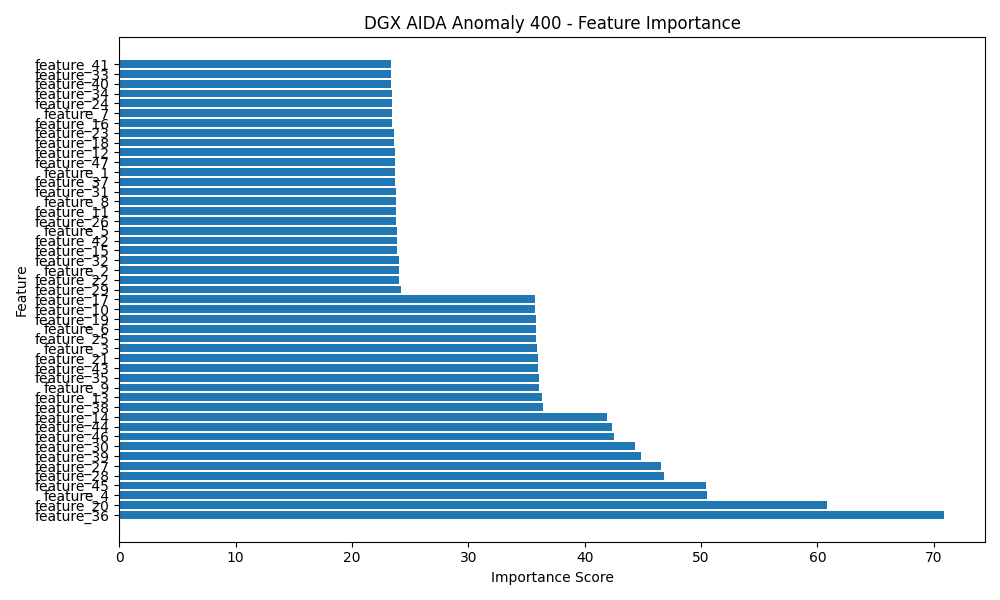 DGX AIDA Anomaly 400 - Feature Importance
feature_41
feature_33
feature_40
feature_34
feature_24
feature_7
feature_16
feature_23
feature_18
feature_12
feature_47
feature_1
feature_37
feature_31
feature_8
feature_11
feature_26
feature_5
feature_42
feature_15
feature_32
feature_2
feature_22
feature_29
feature_17
feature_10
feature_19
feature_6
feature_25
feature_3
feature_21
feature_43
feature_35
feature_9
feature_13
feature_38
feature_14
feature_44
feature_46
feature_30
feature_39
feature_27
feature_28
feature_45
feature_4
feature_20
feature_36
Feature
0 10 20 30 40 50 60 70
Importance Score